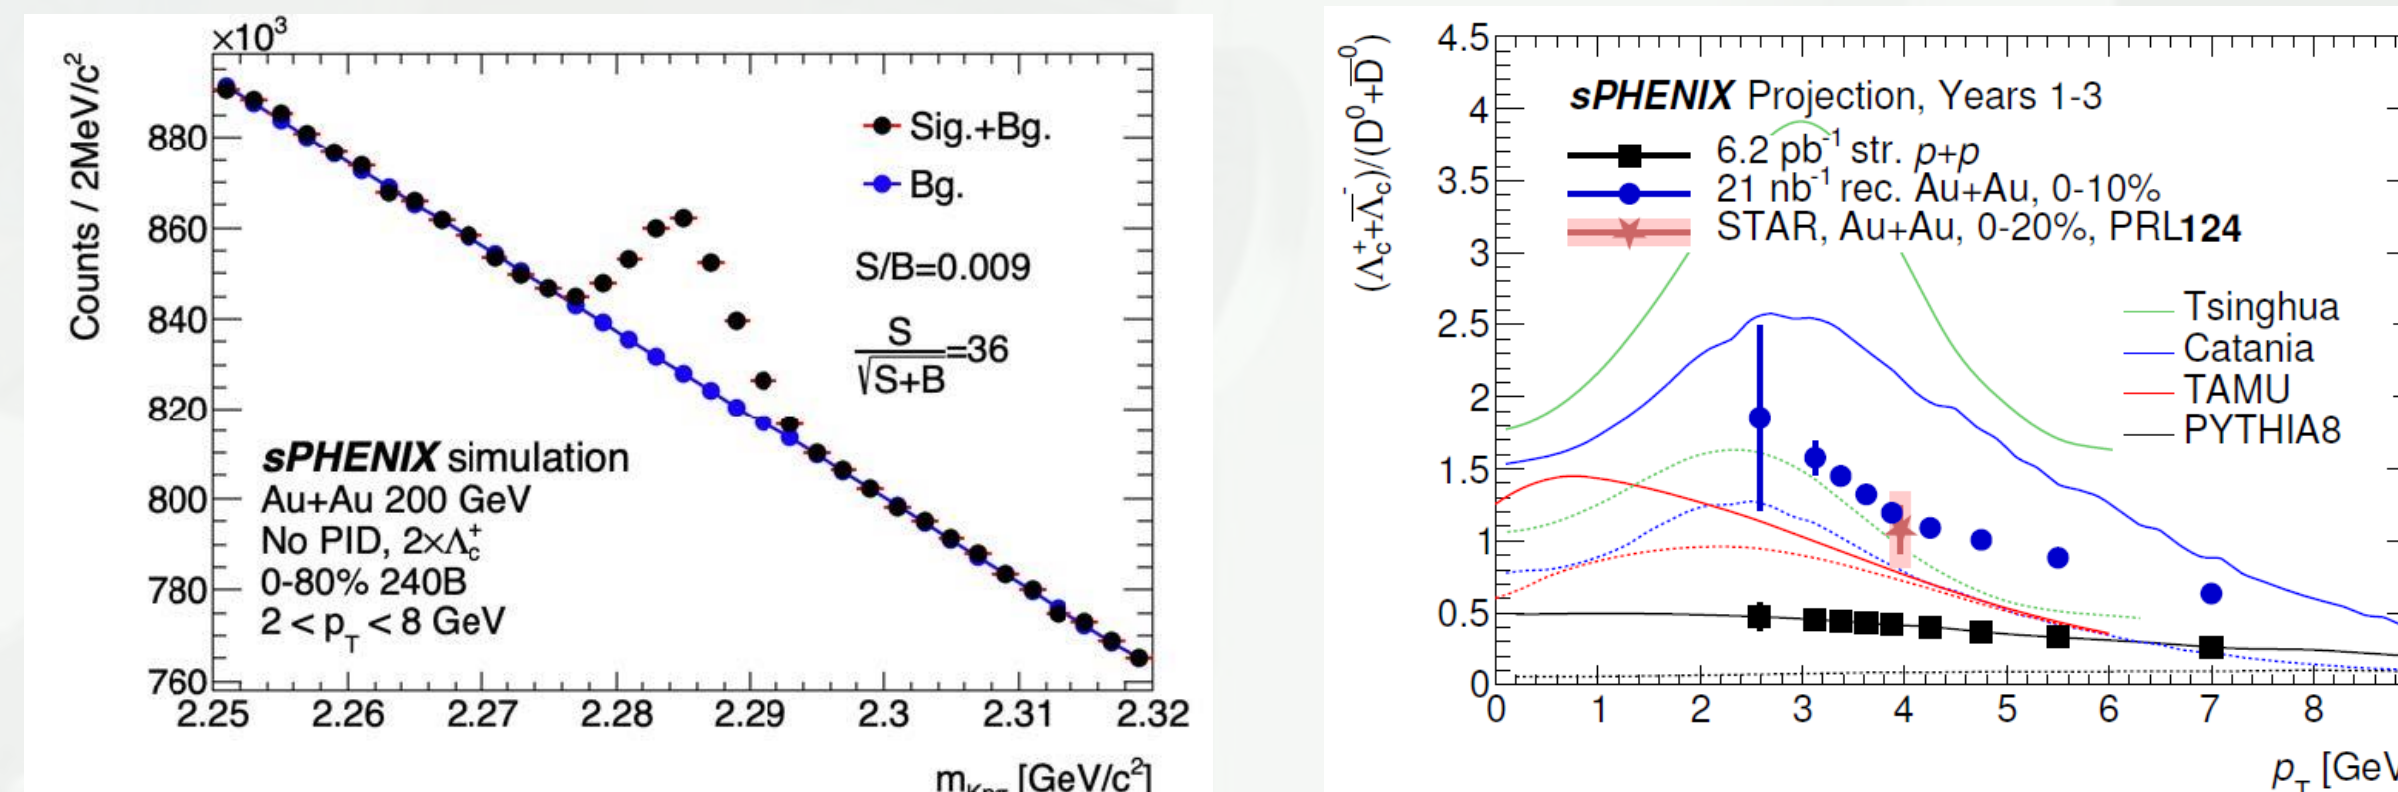 ×10³
Counts / 2MeV/c²
880
860
840
820
800
780
760
Sig.+Bg.
Bg.
S/B=0.009
S/√S+B=36
sPHENIX simulation
Au+Au 200 GeV
No PID, 2×Λc⁺
0-80% 240B
2 < pT < 8 GeV
2.25 2.26 2.27 2.28 2.29 2.3 2.31 2.32
[GeV/c²]
(Λc⁺+Λ̅c⁻)/(D⁰+D̅⁰)
4.5
4
3.5
3
2.5
2
1.5
1
0.5
0
sPHENIX Projection, Years 1-3
6.2 pb⁻¹ str. p+p
21 nb⁻¹ rec. Au+Au, 0-10%
STAR, Au+Au, 0-20%, PRL124
Tsinghua
Catania
TAMU
PYTHIA8
0 1 2 3 4 5 6 7 8
pT [GeV